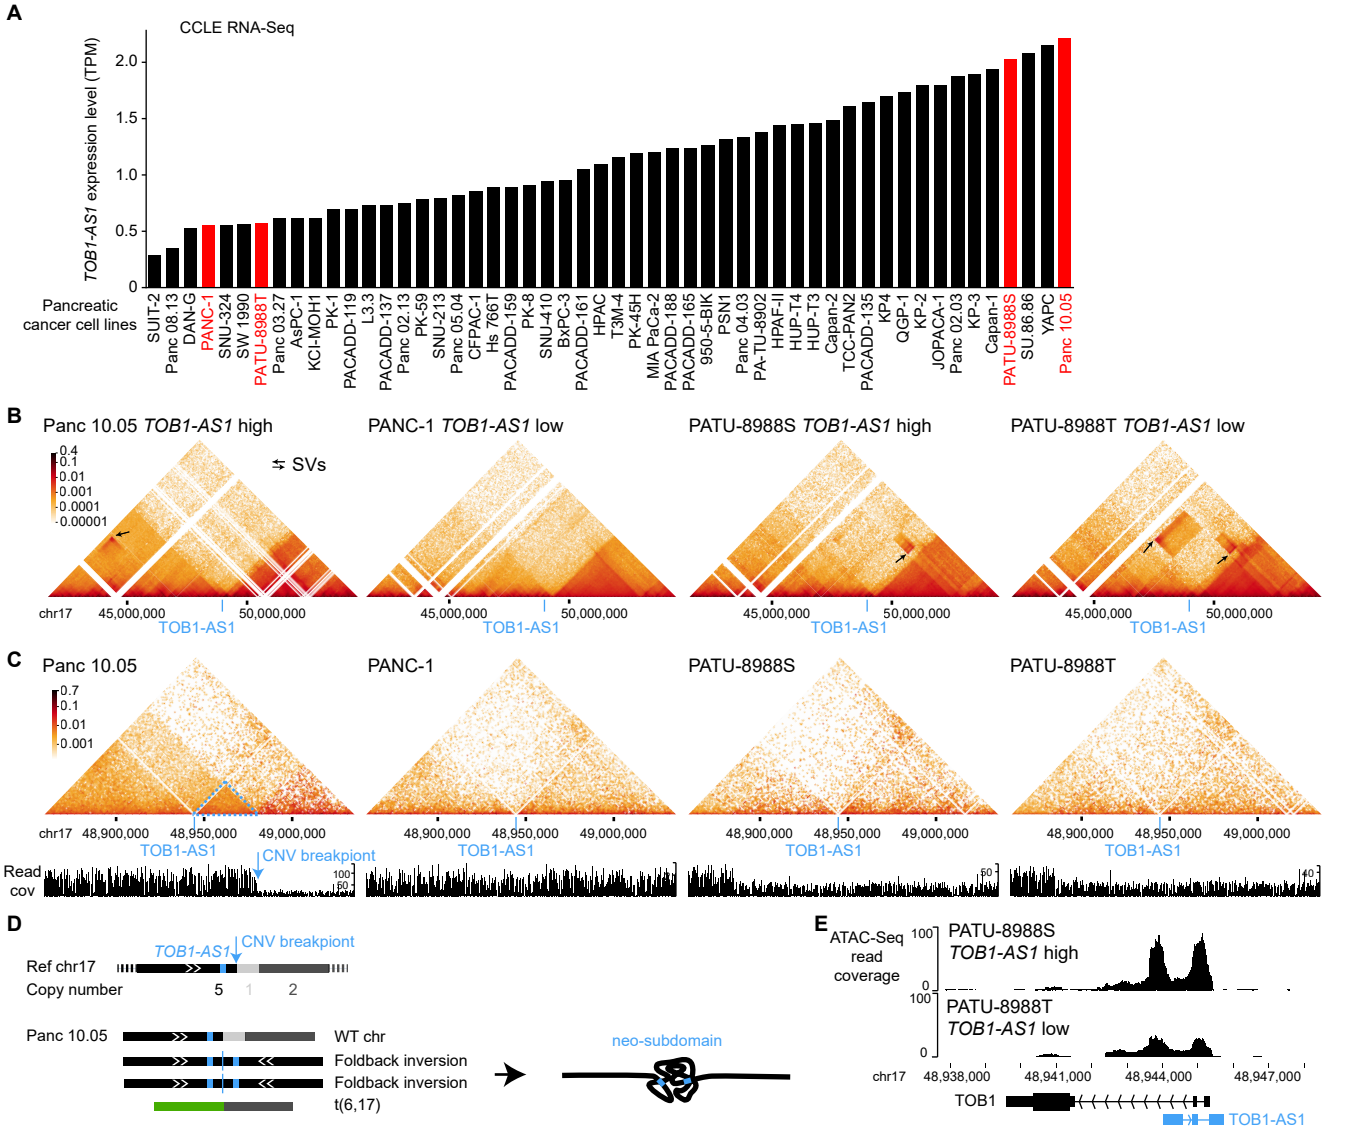 A
CCLE RNA-Seq
TOB1-AS1 expression level (TPM)
2.0
1.5
1.0
0.5
0
Pancreatic
cancer cell lines
SUIT-2
Panc 08.13
DAN-G
PANC-1
SNU-324
SW 1990
PATU-8988T
Panc 03.27
AsPC-1
KCI-MOH1
PK-1
PACADD-119
L3.3
PACADD-137
Panc 02.13
PK-59
SNU-213
Panc 05.04
CFPAC-1
Hs 766T
PACADD-159
PK-8
SNU-410
BxPC-3
PACADD-161
HPAC
T3M-4
PK-45H
MIA PaCa-2
PACADD-188
PACADD-165
950-5-BIK
PSN1
Panc 04.03
PA-TU-8902
HPAF-II
HUP-T4
HUP-T3
Capan-2
TCC-PAN2
PACADD-135
KP4
QGP-1
KP-2
JOPACA-1
Panc 02.03
KP-3
Capan-1
PATU-8988S
SU.86.86
YAPC
Panc 10.05
B
Panc 10.05 TOB1-AS1 high
PANC-1 TOB1-AS1 low
PATU-8988S TOB1-AS1 high
PATU-8988T TOB1-AS1 low
0.4
0.1
0.01
0.001
0.0001
0.00001
SVs
chr17
45,000,000
50,000,000
45,000,000
50,000,000
45,000,000
50,000,000
45,000,000
50,000,000
TOB1-AS1
TOB1-AS1
TOB1-AS1
TOB1-AS1
C
Panc 10.05
PANC-1
PATU-8988S
PATU-8988T
0.7
0.1
0.01
0.001
chr17
48,900,000
48,950,000
49,000,000
48,900,000
48,950,000
49,000,000
48,900,000
48,950,000
49,000,000
48,900,000
48,950,000
49,000,000
TOB1-AS1
TOB1-AS1
TOB1-AS1
TOB1-AS1
CNV breakpiont
Read
cov
100
50
50
40
D
TOB1-AS1
CNV breakpiont
Ref chr17
Copy number
5
1
2
Panc 10.05
WT chr
Foldback inversion
Foldback inversion
t(6,17)
neo-subdomain
E
ATAC-Seq
read
coverage
100
0
PATU-8988S
TOB1-AS1 high
100
0
PATU-8988T
TOB1-AS1 low
chr17
48,938,000
48,941,000
48,944,000
48,947,000
TOB1
TOB1-AS1